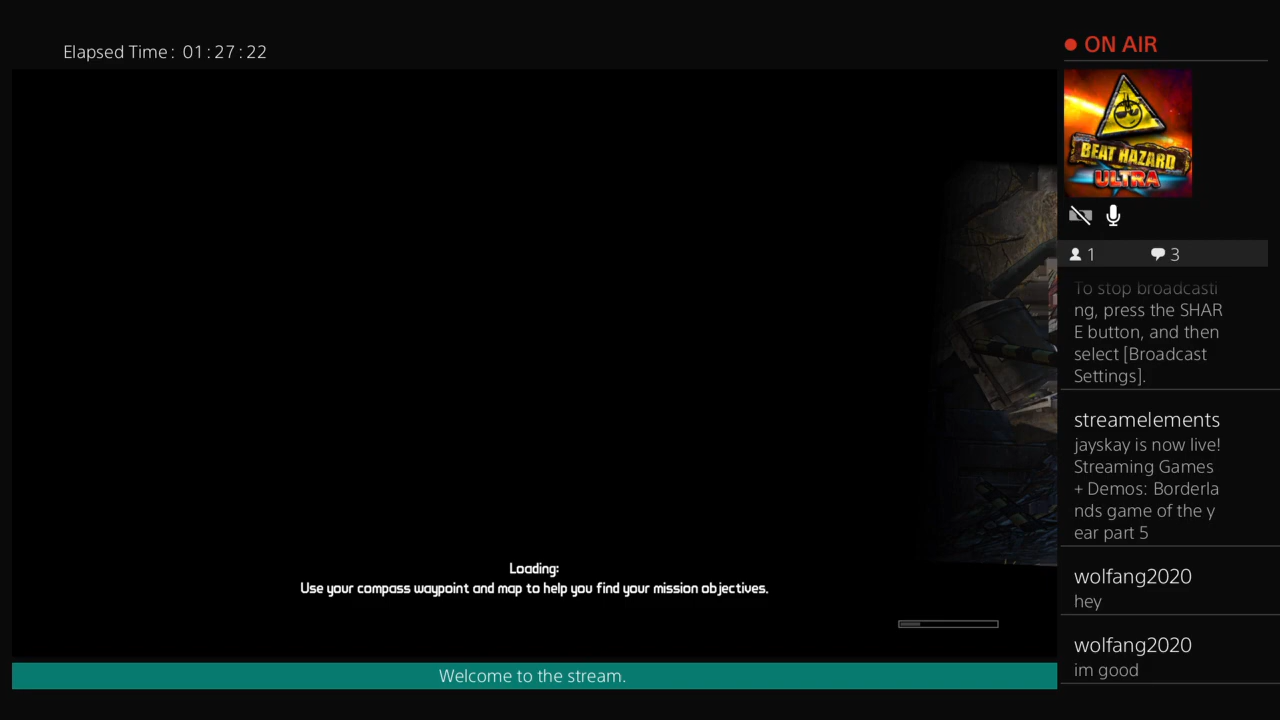 Elapsed Time: 01:27:22
ON AIR
BEAT HAZARD
ULTRA
1 3
To stop broadcasti
ng, press the SHAR
E button, and then
select [Broadcast
Settings].
streamelements
jayskay is now live!
Streaming Games
+ Demos: Borderla
nds game of the y
ear part 5
wolfang2020
hey
wolfang2020
im good
Loading:
Use your compass waypoint and map to help you find your mission objectives.
Welcome to the stream.